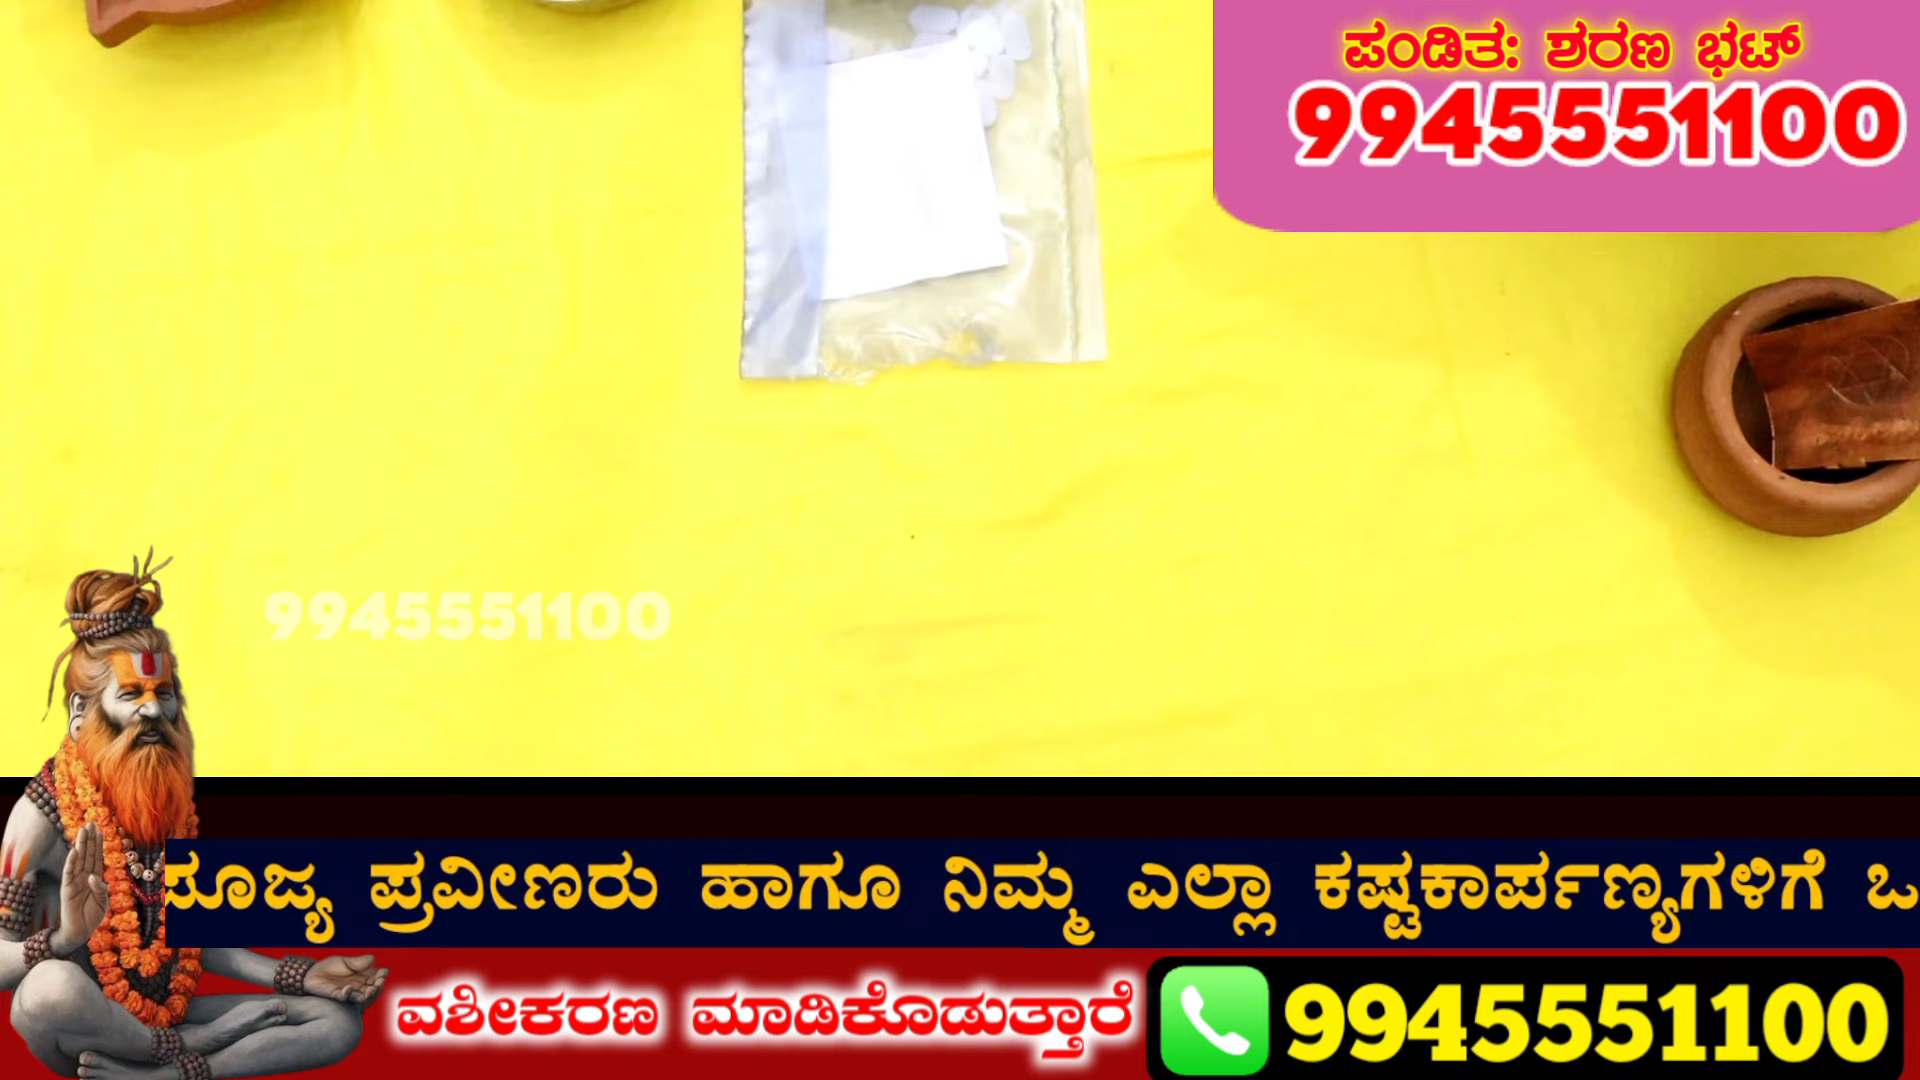 ಪಂಡಿತ: ಶರಣ ಭಟ್
9945551100
9945551100
ಪೂಜ್ಯ ಪ್ರವೀಣರು ಹಾಗೂ ನಿಮ್ಮ ಎಲ್ಲಾ ಕಷ್ಟಕಾರ್ಪಣ್ಯಗಳಿಗೆ ಒ
ವಶೀಕರಣ ಮಾಡಿಕೊಡುತ್ತಾರೆ 9945551100